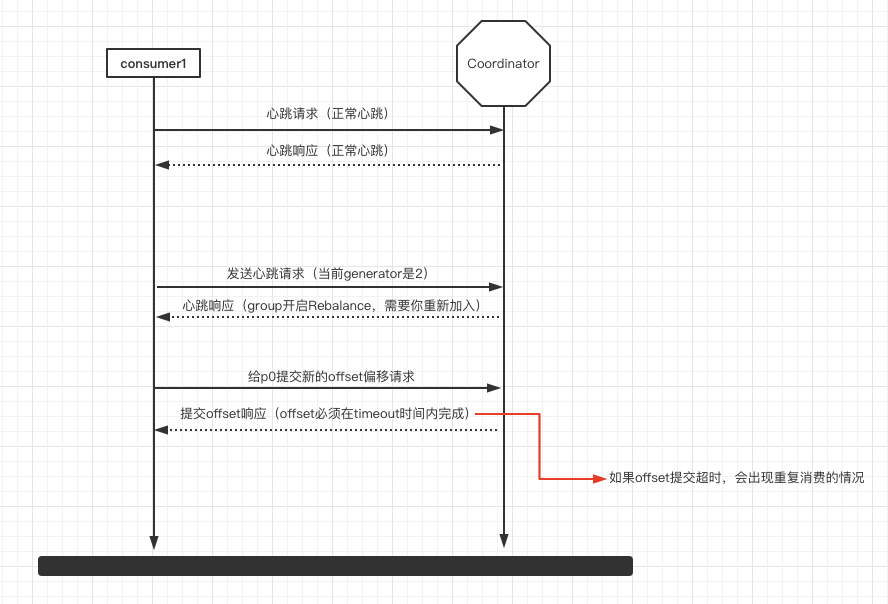 consumer1
Coordinator
心跳请求（正常心跳）
心跳响应（正常心跳）
发送心跳请求（当前generator是2）
心跳响应（group开启Rebalance，需要你重新加入）
给p0提交新的offset偏移请求
提交offset响应（offset必须在timeout时间内完成）
如果offset提交超时，会出现重复消费的情况